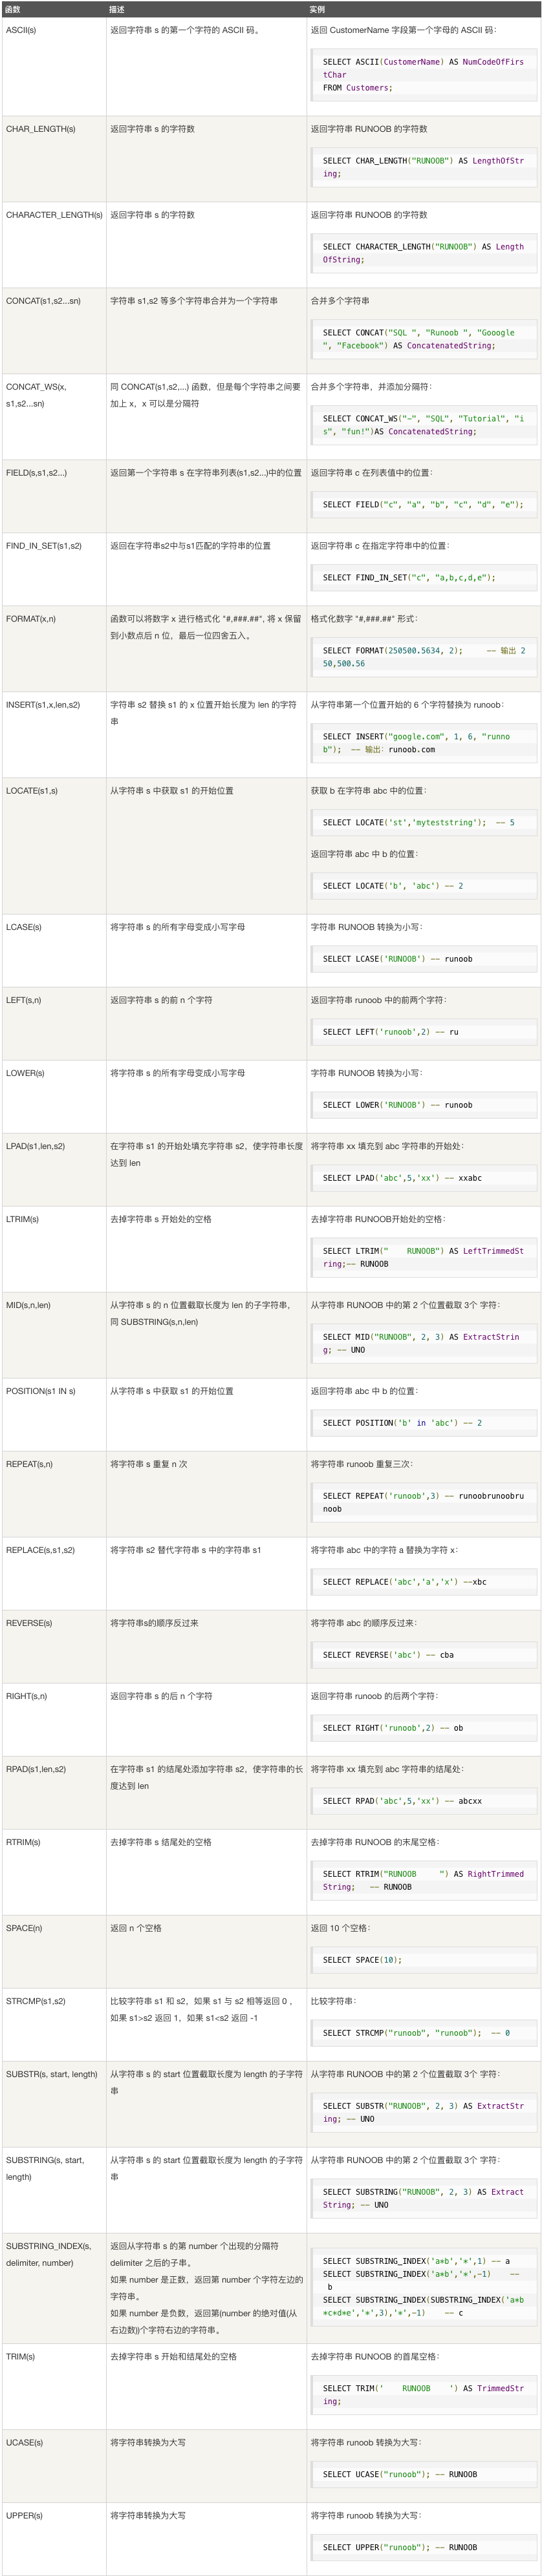 函数 描述 实例
ASCII(s) 返回字符串 s 的第一个字符的 ASCII 码。 返回 CustomerName 字段第一个字母的 ASCII 码：
SELECT ASCII(CustomerName) AS NumCodeOfFirs
tChar
FROM Customers;
CHAR_LENGTH(s) 返回字符串 s 的字符数 返回字符串 RUNOOB 的字符数
SELECT CHAR_LENGTH("RUNOOB") AS LengthOfStr
ing;
CHARACTER_LENGTH(s) 返回字符串 s 的字符数 返回字符串 RUNOOB 的字符数
SELECT CHARACTER_LENGTH("RUNOOB") AS Length
OfString;
CONCAT(s1,s2...sn) 字符串 s1,s2 等多个字符串合并为一个字符串 合并多个字符串
SELECT CONCAT("SQL ", "Runoob ", "Gooogle
", "Facebook") AS ConcatenatedString;
CONCAT_WS(x, 同 CONCAT(s1,s2,...) 函数，但是每个字符串之间要 合并多个字符串，并添加分隔符：
s1,s2...sn) 加上 x，x 可以是分隔符
SELECT CONCAT_WS("-", "SQL", "Tutorial", "i
s", "fun!")AS ConcatenatedString;
FIELD(s,s1,s2...) 返回第一个字符串 s 在字符串列表(s1,s2...)中的位置 返回字符串 c 在列表值中的位置：
SELECT FIELD("c", "a", "b", "c", "d", "e");
FIND_IN_SET(s1,s2) 返回在字符串s2中与s1匹配的字符串的位置 返回字符串 c 在指定字符串中的位置：
SELECT FIND_IN_SET("c", "a,b,c,d,e");
FORMAT(x,n) 函数可以将数字 x 进行格式化 "#,###.##", 将 x 保留 格式化数字 "#,###.##" 形式：
到小数点后 n 位，最后一位四舍五入。
SELECT FORMAT(250500.5634, 2); -- 输出 2
50,500.56
INSERT(s1,x,len,s2) 字符串 s2 替换 s1 的 x 位置开始长度为 len 的字符 从字符串第一个位置开始的 6 个字符替换为 runoob：
串
SELECT INSERT("google.com", 1, 6, "runno
b"); -- 输出：runoob.com
LOCATE(s1,s) 从字符串 s 中获取 s1 的开始位置 获取 b 在字符串 abc 中的位置：
SELECT LOCATE('st','myteststring'); -- 5
返回字符串 abc 中 b 的位置：
SELECT LOCATE('b', 'abc') -- 2
LCASE(s) 将字符串 s 的所有字母变成小写字母 字符串 RUNOOB 转换为小写：
SELECT LCASE('RUNOOB') -- runoob
LEFT(s,n) 返回字符串 s 的前 n 个字符 返回字符串 runoob 中的前两个字符：
SELECT LEFT('runoob',2) -- ru
LOWER(s) 将字符串 s 的所有字母变成小写字母 字符串 RUNOOB 转换为小写：
SELECT LOWER('RUNOOB') -- runoob
LPAD(s1,len,s2) 在字符串 s1 的开始处填充字符串 s2，使字符串长度 将字符串 xx 填充到 abc 字符串的开始处：
达到 len
SELECT LPAD('abc',5,'xx') -- xxabc
LTRIM(s) 去掉字符串 s 开始处的空格 去掉字符串 RUNOOB开始处的空格：
SELECT LTRIM("    RUNOOB") AS LeftTrimmedSt
ring;-- RUNOOB
MID(s,n,len) 从字符串 s 的 n 位置截取长度为 len 的子字符串， 从字符串 RUNOOB 中的第 2 个位置截取 3个 字符：
同 SUBSTRING(s,n,len)
SELECT MID("RUNOOB", 2, 3) AS ExtractStrin
g; -- UNO
POSITION(s1 IN s) 从字符串 s 中获取 s1 的开始位置 返回字符串 abc 中 b 的位置：
SELECT POSITION('b' in 'abc') -- 2
REPEAT(s,n) 将字符串 s 重复 n 次 将字符串 runoob 重复三次：
SELECT REPEAT('runoob',3) -- runoobrunoobru
noob
REPLACE(s,s1,s2) 将字符串 s2 替代字符串 s 中的字符串 s1 将字符串 abc 中的字符 a 替换为字符 x：
SELECT REPLACE('abc','a','x') --xbc
REVERSE(s) 将字符串s的顺序反过来 将字符串 abc 的顺序反过来：
SELECT REVERSE('abc') -- cba
RIGHT(s,n) 返回字符串 s 的后 n 个字符 返回字符串 runoob 的后两个字符：
SELECT RIGHT('runoob',2) -- ob
RPAD(s1,len,s2) 在字符串 s1 的结尾处添加字符串 s2，使字符串的长 将字符串 xx 填充到 abc 字符串的结尾处：
度达到 len
SELECT RPAD('abc',5,'xx') -- abcxx
RTRIM(s) 去掉字符串 s 结尾处的空格 去掉字符串 RUNOOB 的末尾空格：
SELECT RTRIM("RUNOOB     ") AS RightTrimmed
String; -- RUNOOB
SPACE(n) 返回 n 个空格 返回 10 个空格：
SELECT SPACE(10);
STRCMP(s1,s2) 比较字符串 s1 和 s2，如果 s1 与 s2 相等返回 0 ， 比较字符串：
如果 s1>s2 返回 1，如果 s1<s2 返回 -1
SELECT STRCMP("runoob", "runoob"); -- 0
SUBSTR(s, start, length) 从字符串 s 的 start 位置截取长度为 length 的子字符 从字符串 RUNOOB 中的第 2 个位置截取 3个 字符：
串
SELECT SUBSTR("RUNOOB", 2, 3) AS ExtractStr
ing; -- UNO
SUBSTRING(s, start, 从字符串 s 的 start 位置截取长度为 length 的子字符 从字符串 RUNOOB 中的第 2 个位置截取 3个 字符：
length) 串
SELECT SUBSTRING("RUNOOB", 2, 3) AS Extract
String; -- UNO
SUBSTRING_INDEX(s, 返回从字符串 s 的第 number 个出现的分隔符
delimiter, number) delimiter 之后的子串。
如果 number 是正数，返回第 number 个字符左边的
字符串。
如果 number 是负数，返回第(number 的绝对值(从
右边数))个字符右边的字符串。
SELECT SUBSTRING_INDEX('a*b','*',1) -- a
SELECT SUBSTRING_INDEX('a*b','*',-1) --
b
SELECT SUBSTRING_INDEX(SUBSTRING_INDEX('a*b
*c*d*e','*',3),'*',-1) -- c
TRIM(s) 去掉字符串 s 开始和结尾处的空格 去掉字符串 RUNOOB 的首尾空格：
SELECT TRIM('    RUNOOB    ') AS TrimmedStr
ing;
UCASE(s) 将字符串转换为大写 将字符串 runoob 转换为大写：
SELECT UCASE("runoob"); -- RUNOOB
UPPER(s) 将字符串转换为大写 将字符串 runoob 转换为大写：
SELECT UPPER("runoob"); -- RUNOOB